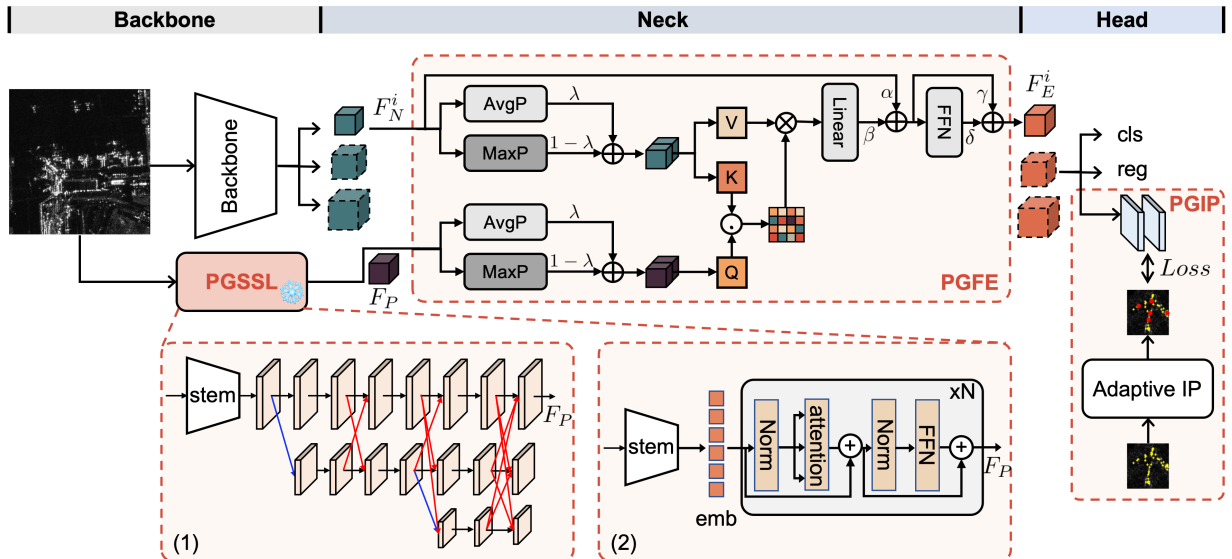 Backbone
Neck
Head
Backbone
F_N^i
AvgP
λ
MaxP
1 − λ
V
K
Linear
α
β
FFN
γ
δ
F_E^i
cls
reg
PGSSL
F_P
AvgP
λ
MaxP
1 − λ
Q
PGFE
PGIP
Loss
Adaptive IP
stem
F_P
(1)
stem
emb
Norm
attention
Norm
FFN
xN
F_P
(2)